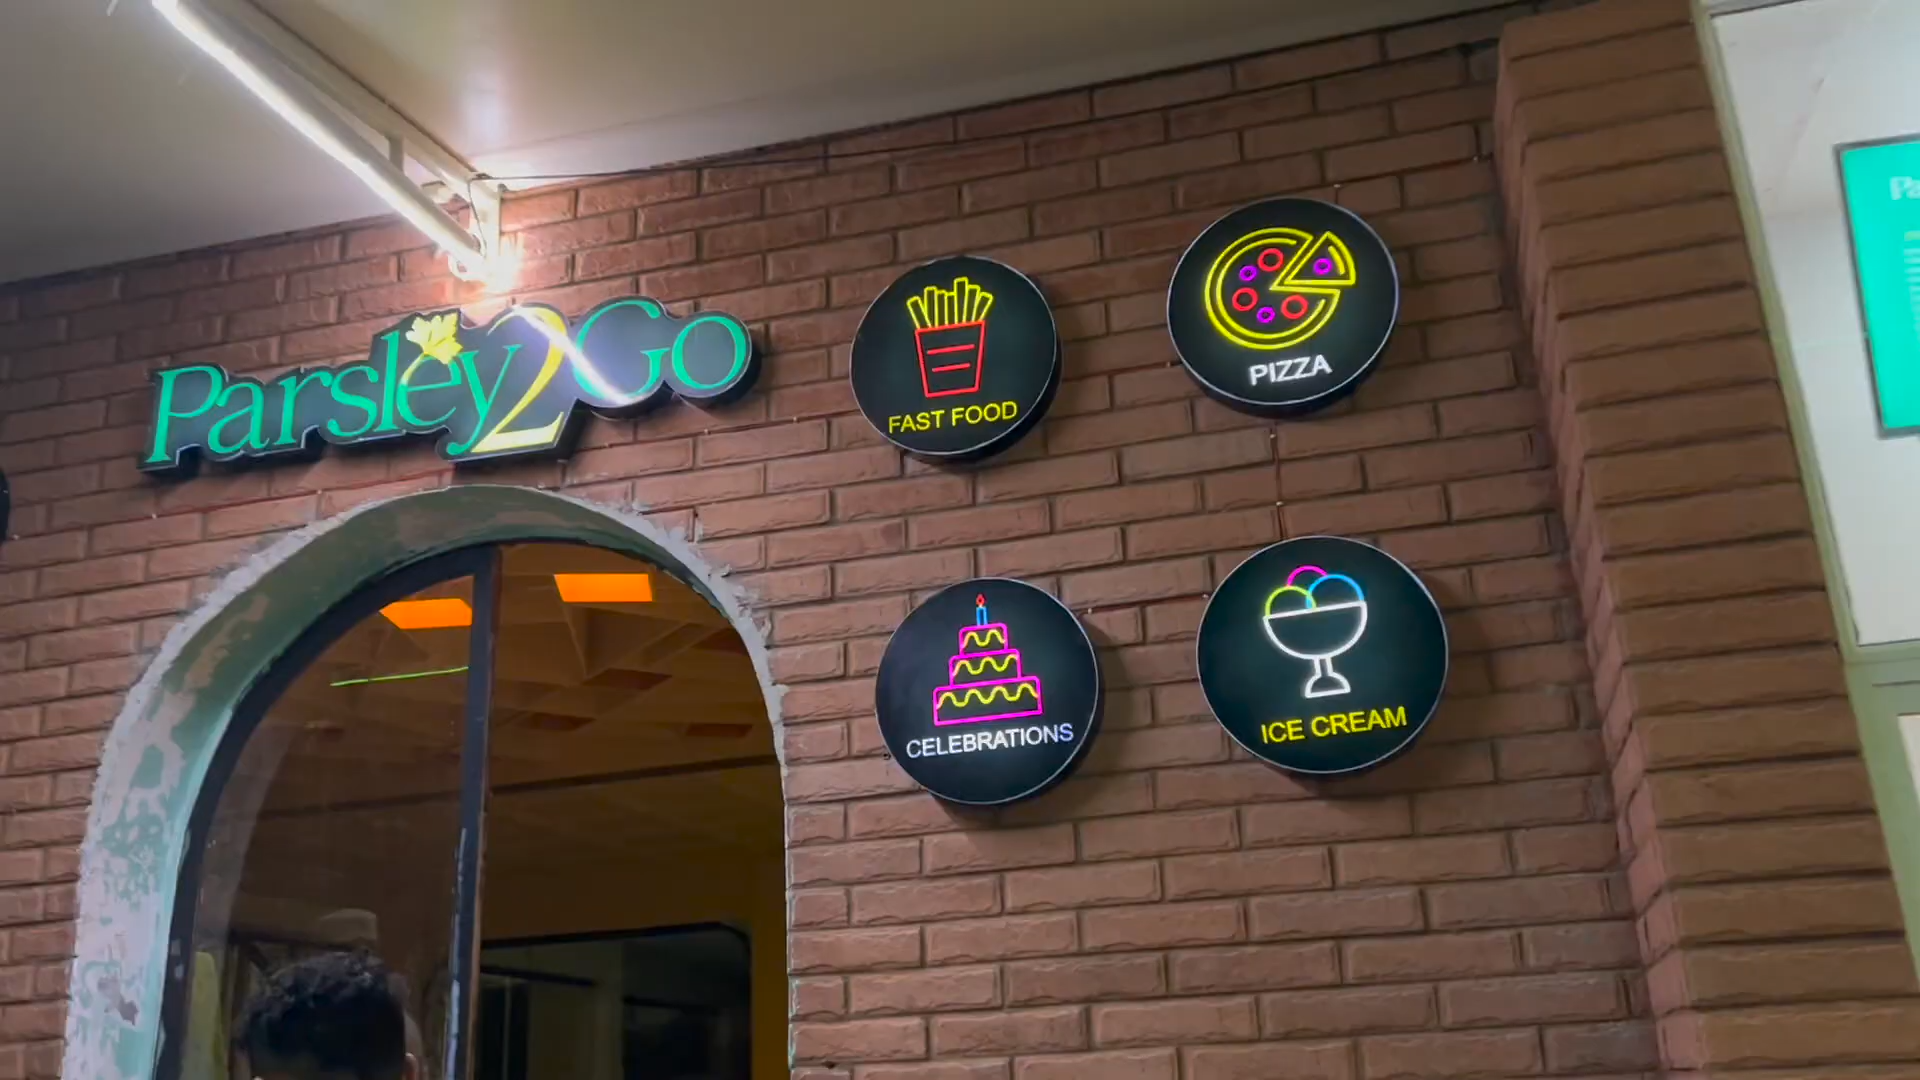 Parsley2Go
FAST FOOD
PIZZA
CELEBRATIONS
ICE CREAM